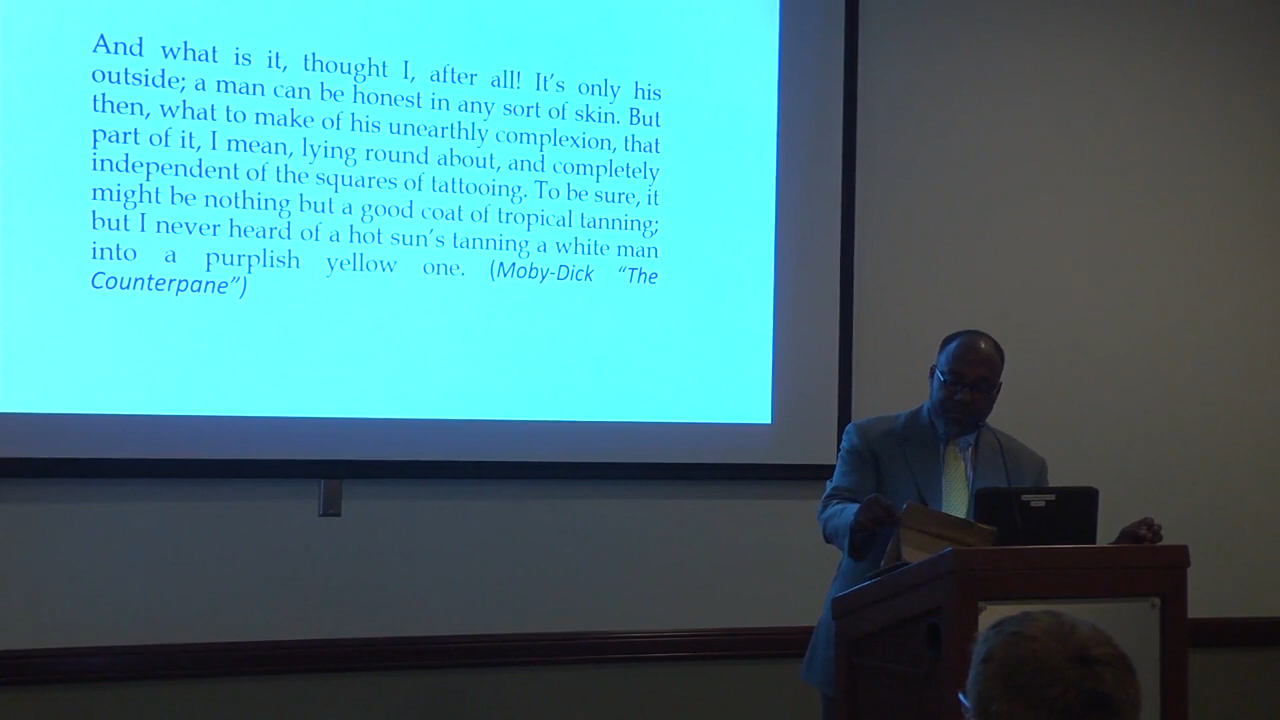 And what is it, thought I, after all! It's only his
outside; a man can be honest in any sort of skin. But
then, what to make of his unearthly complexion, that
part of it, I mean, lying round about, and completely
independent of the squares of tattooing. To be sure, it
might be nothing but a good coat of tropical tanning;
but I never heard of a hot sun's tanning a white man
into a purplish yellow one. (Moby-Dick “The
Counterpane”)